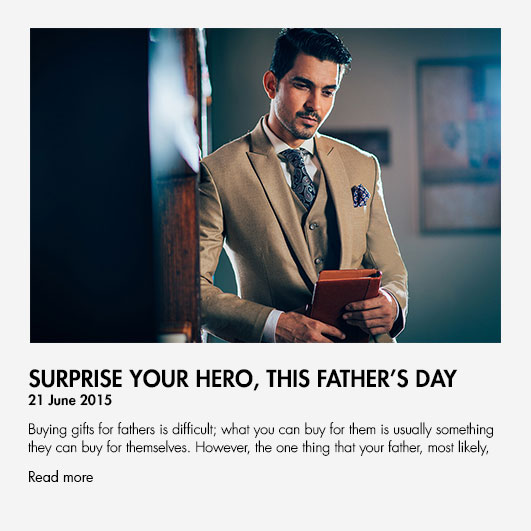 SURPRISE YOUR HERO, THIS FATHER'S DAY
21 June 2015
Buying gifts for fathers is difficult; what you can buy for them is usually something
they can buy for themselves. However, the one thing that your father, most likely,
Read more